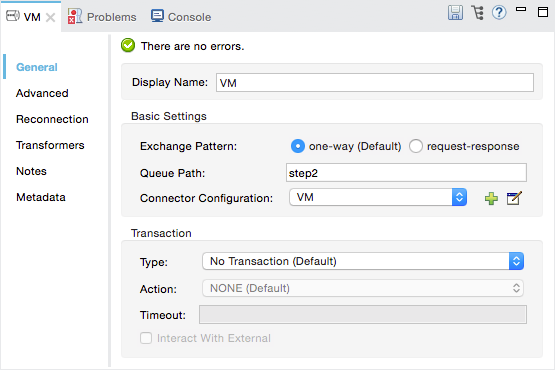 VM Problems Console
There are no errors.
General
Advanced
Reconnection
Transformers
Notes
Metadata
Display Name: VM
Basic Settings
Exchange Pattern: one-way (Default) request-response
Queue Path: step2
Connector Configuration: VM
Transaction
Type: No Transaction (Default)
Action: NONE (Default)
Timeout:
Interact With External